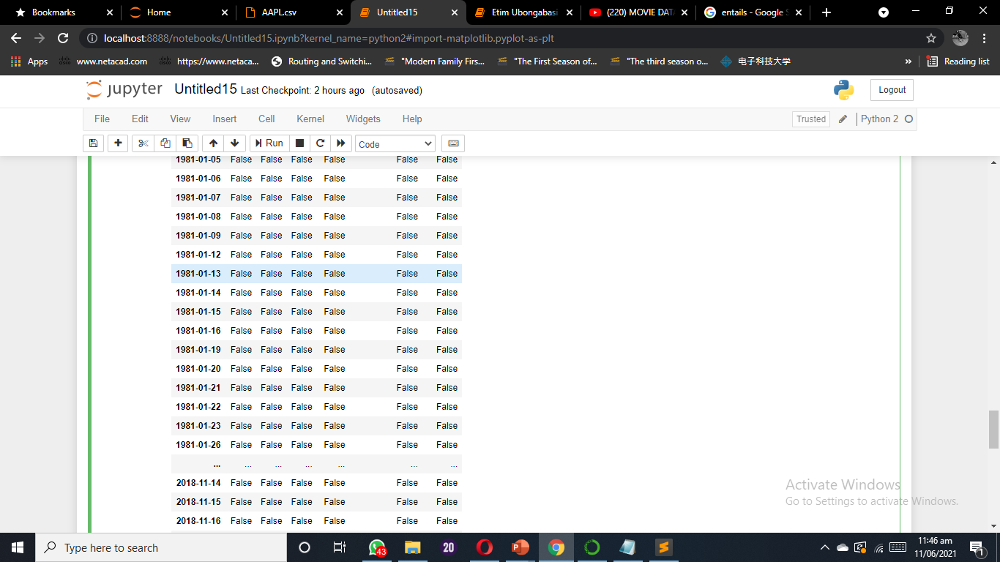 Bookmarks Home AAPL.csv Untitled15 Etim Ubongabasi (220) MOVIE DAT entails - Google S
localhost:8888/notebooks/Untitled15.ipynb?kernel_name=python2#import-matplotlib.pyplot-as-plt
Apps www.netacad.com https://www.netaca... Routing and Switchi... "Modern Family Firs... "The First Season of... "The third season o... 电子科技大学 » Reading list
jupyter Untitled15 Last Checkpoint: 2 hours ago (autosaved) Logout
File Edit View Insert Cell Kernel Widgets Help Trusted Python 2
Run Code
1981-01-05 False False False False False False
1981-01-06 False False False False False False
1981-01-07 False False False False False False
1981-01-08 False False False False False False
1981-01-09 False False False False False False
1981-01-12 False False False False False False
1981-01-13 False False False False False False
1981-01-14 False False False False False False
1981-01-15 False False False False False False
1981-01-16 False False False False False False
1981-01-19 False False False False False False
1981-01-20 False False False False False False
1981-01-21 False False False False False False
1981-01-22 False False False False False False
1981-01-23 False False False False False False
1981-01-26 False False False False False False
... ... ... ... ... ... ...
2018-11-14 False False False False False False
2018-11-15 False False False False False False
2018-11-16 False False False False False False
Activate Windows
Go to Settings to activate Windows.
Type here to search 43 20 11:46 am
11/06/2021 1